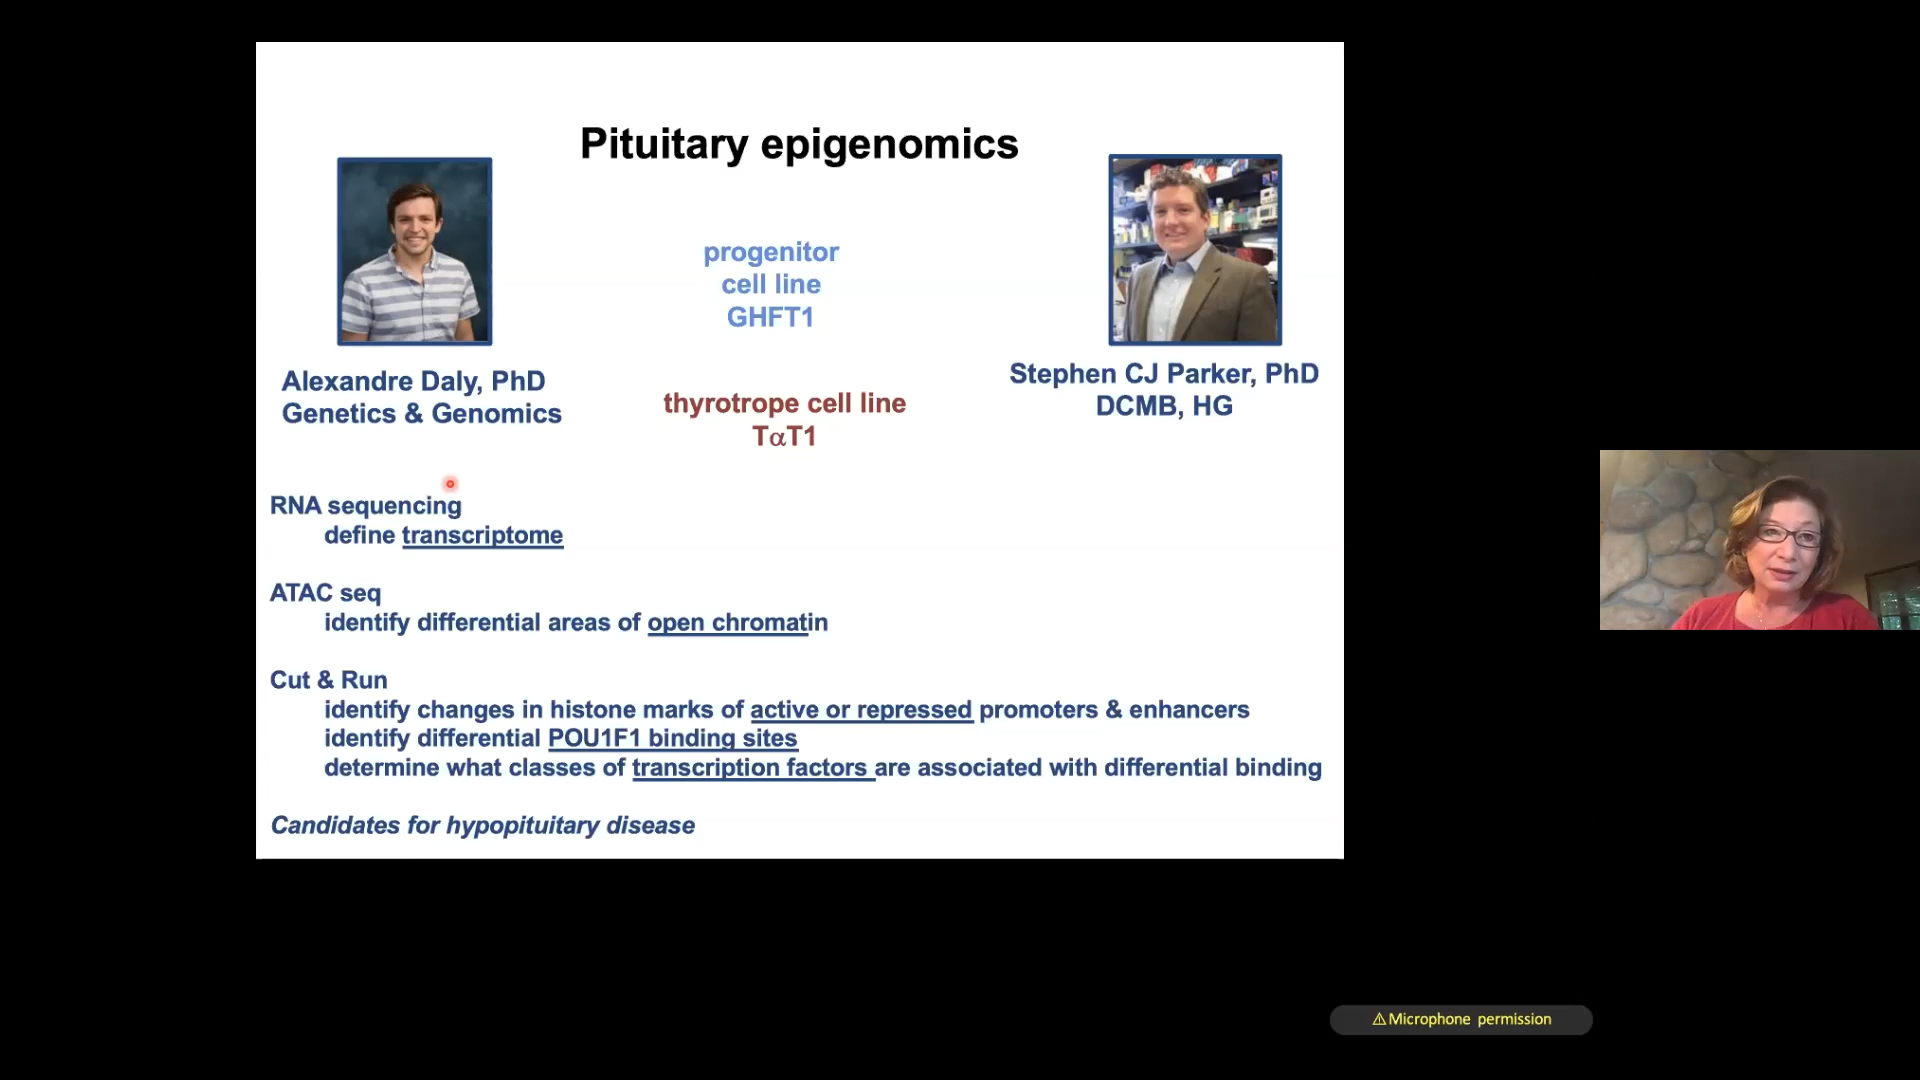 Pituitary epigenomics
progenitor
cell line
GHFT1
Alexandre Daly, PhD
Genetics & Genomics
thyrotrope cell line
TαT1
Stephen CJ Parker, PhD
DCMB, HG
RNA sequencing
define transcriptome
ATAC seq
identify differential areas of open chromatin
Cut & Run
identify changes in histone marks of active or repressed promoters & enhancers
identify differential POU1F1 binding sites
determine what classes of transcription factors are associated with differential binding
Candidates for hypopituitary disease
⚠Microphone permission